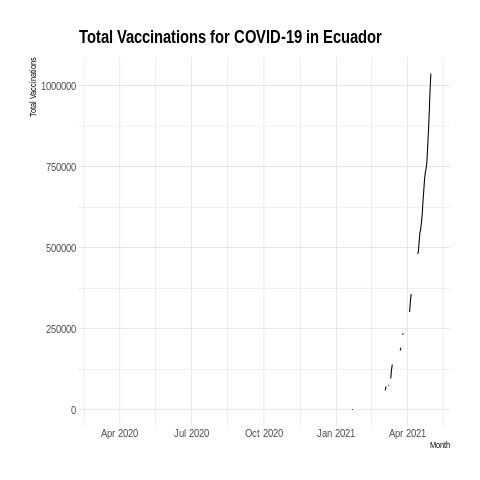 Total Vaccinations for COVID-19 in Ecuador
Total Vaccinations
1000000
750000
500000
250000
0
Apr 2020 Jul 2020 Oct 2020 Jan 2021 Apr 2021
Month